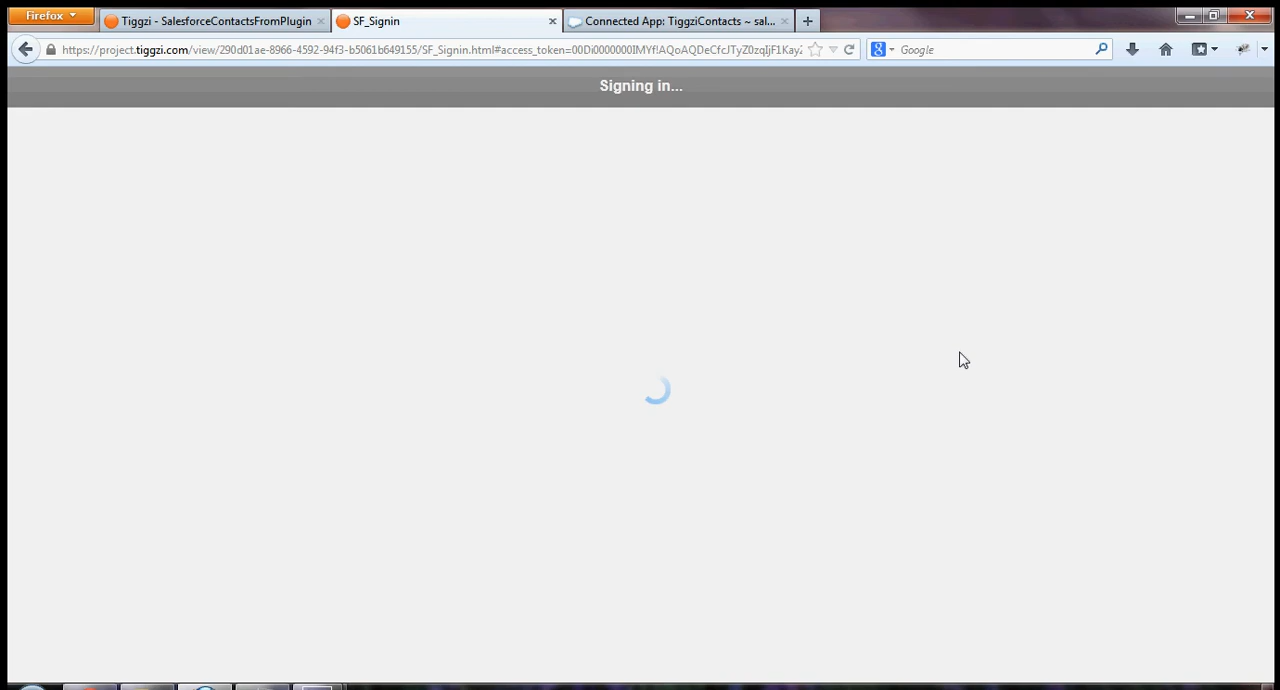 Firefox
Tiggzi - SalesforceContactsFromPlugin
SF_Signin
Connected App: TiggziContacts ~ sal...
https://project.tiggzi.com/view/290d01ae-8966-4592-94f3-b5061b649155/SF_Signin.html#access_token=00Di0000000IMYf!AQoAQDeCfcJTyZ0zqIjF1Kay
Google
Signing in...